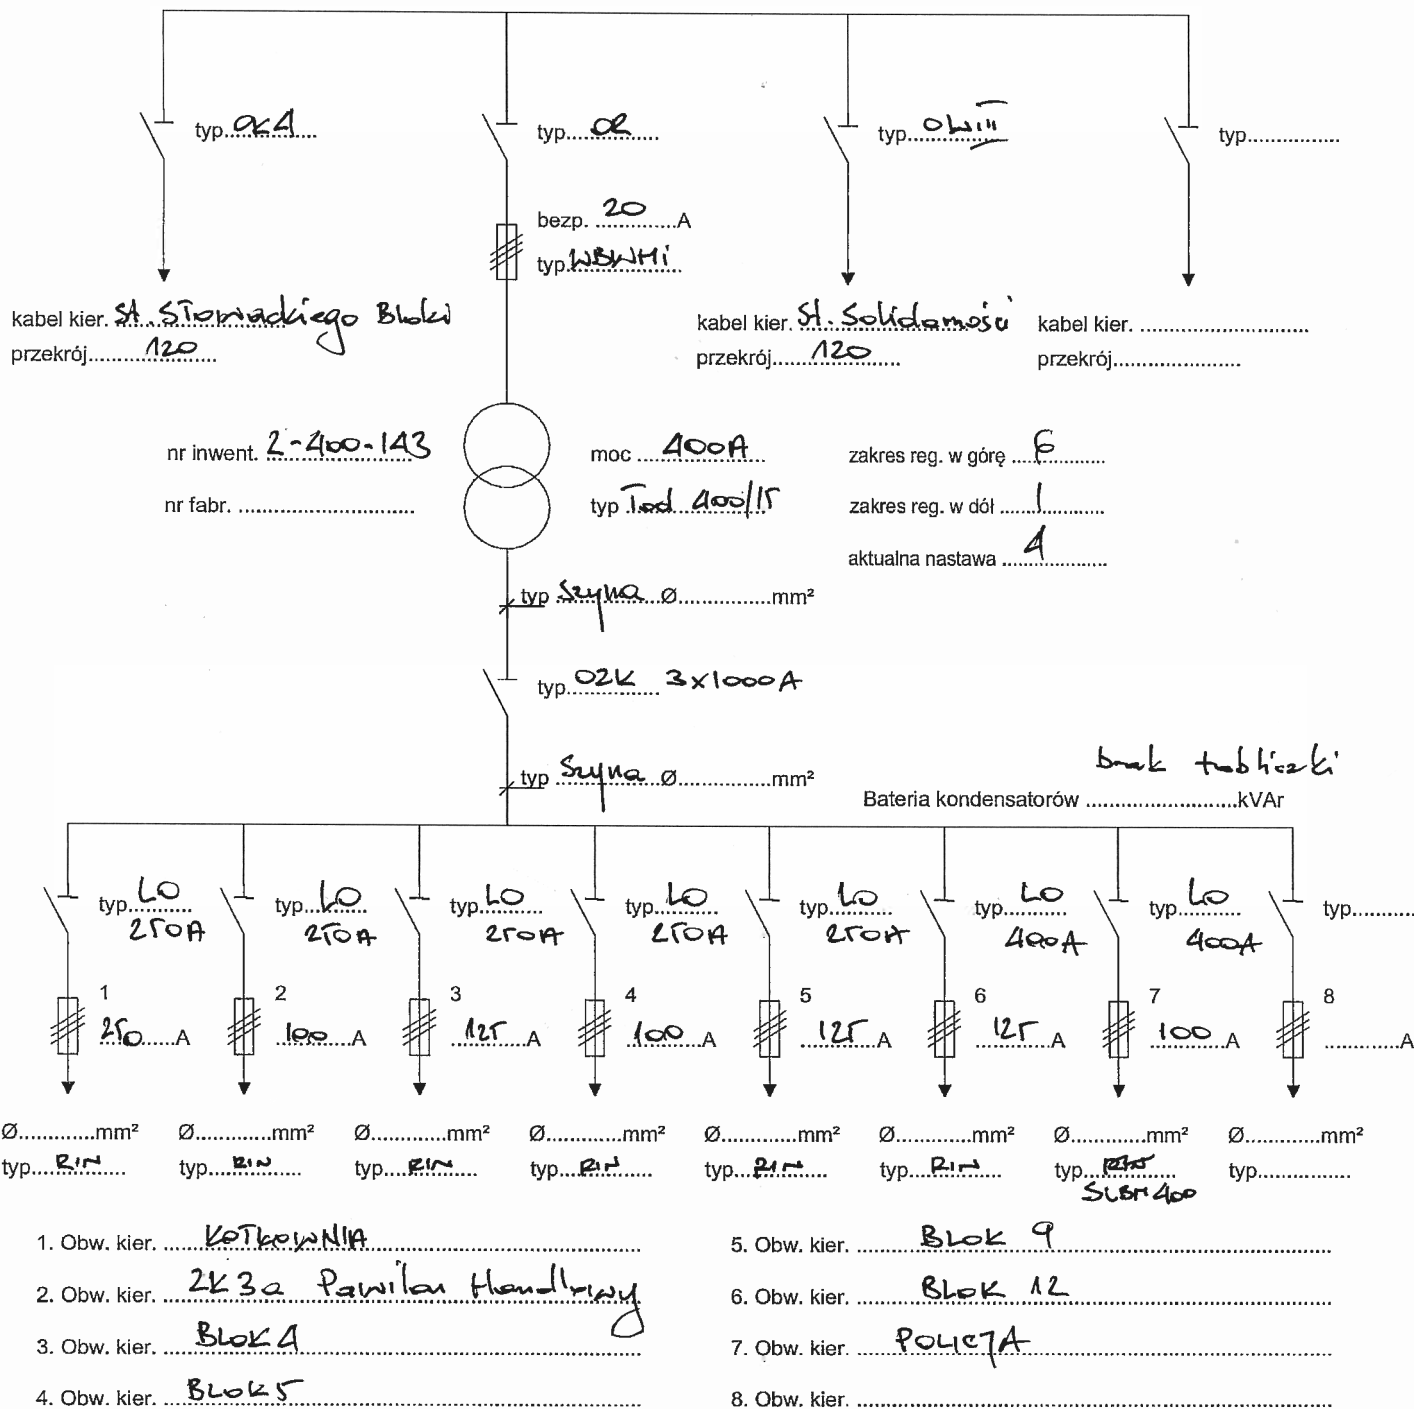 typ OK4 typ OR typ OWIII typ
bezp. 20 A
typ WBWMi
kabel kier. St. Słowackiego Bloki kabel kier. St. Solidarności kabel kier.
przekrój 120 przekrój 120 przekrój
nr inwent. 2-400-143 moc 400A zakres reg. w górę 6
nr fabr. typ Tod 400/15 zakres reg. w dół 1
aktualna nastawa 4
typ Szyna Ø mm²
typ OZK 3x1000A
brak tabliczki
typ Szyna Ø mm²
Bateria kondensatorów kVAr
typ LO typ LO typ LO typ LO typ LO typ LO typ LO typ
250A 250A 250A 250A 250A 400A 400A
1 2 3 4 5 6 7 8
250 A 100 A 125 A 100 A 125 A 125 A 100 A A
Ø mm² Ø mm² Ø mm² Ø mm² Ø mm² Ø mm² Ø mm² Ø mm²
typ RIN typ RIN typ RIN typ RIN typ RIN typ RIN typ typ
SLBM 400
1. Obw. kier. KOTŁOWNIA
2. Obw. kier. ZK3a Pawilon Handlowy
3. Obw. kier. BLOK 4
4. Obw. kier. BLOK 5
5. Obw. kier. BLOK 9
6. Obw. kier. BLOK 12
7. Obw. kier. POLICJA
8. Obw. kier.